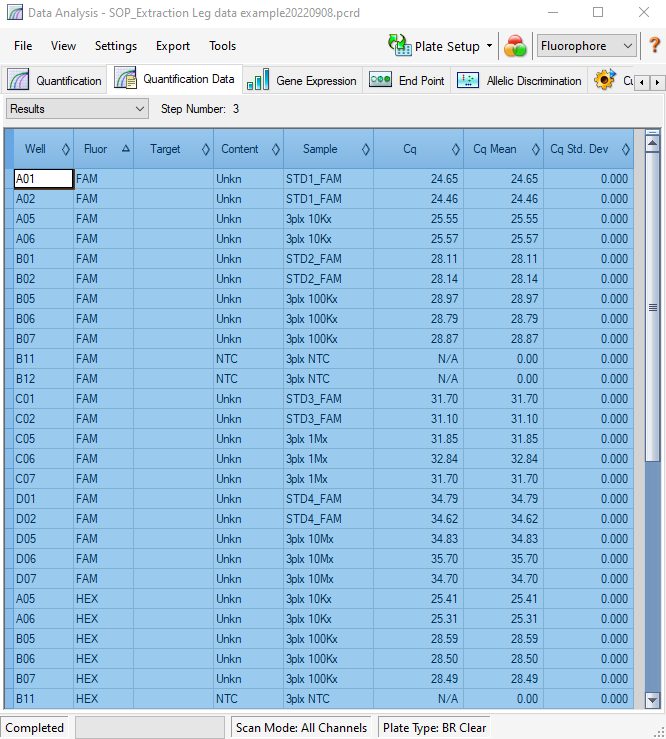 Data Analysis - SOP_Extraction Leg data example20220908.pcrd
File View Settings Export Tools Plate Setup Fluorophore ?
Quantification Quantification Data Gene Expression End Point Allelic Discrimination Cu
Results Step Number: 3
Well Fluor Target Content Sample Cq Cq Mean Cq Std. Dev
A01 FAM Unkn STD1_FAM 24.65 24.65 0.000
A02 FAM Unkn STD1_FAM 24.46 24.46 0.000
A05 FAM Unkn 3plx 10Kx 25.55 25.55 0.000
A06 FAM Unkn 3plx 10Kx 25.57 25.57 0.000
B01 FAM Unkn STD2_FAM 28.11 28.11 0.000
B02 FAM Unkn STD2_FAM 28.14 28.14 0.000
B05 FAM Unkn 3plx 100Kx 28.97 28.97 0.000
B06 FAM Unkn 3plx 100Kx 28.79 28.79 0.000
B07 FAM Unkn 3plx 100Kx 28.87 28.87 0.000
B11 FAM NTC 3plx NTC N/A 0.00 0.000
B12 FAM NTC 3plx NTC N/A 0.00 0.000
C01 FAM Unkn STD3_FAM 31.70 31.70 0.000
C02 FAM Unkn STD3_FAM 31.10 31.10 0.000
C05 FAM Unkn 3plx 1Mx 31.85 31.85 0.000
C06 FAM Unkn 3plx 1Mx 32.84 32.84 0.000
C07 FAM Unkn 3plx 1Mx 31.70 31.70 0.000
D01 FAM Unkn STD4_FAM 34.79 34.79 0.000
D02 FAM Unkn STD4_FAM 34.62 34.62 0.000
D05 FAM Unkn 3plx 10Mx 34.83 34.83 0.000
D06 FAM Unkn 3plx 10Mx 35.70 35.70 0.000
D07 FAM Unkn 3plx 10Mx 34.70 34.70 0.000
A05 HEX Unkn 3plx 10Kx 25.41 25.41 0.000
A06 HEX Unkn 3plx 10Kx 25.31 25.31 0.000
B05 HEX Unkn 3plx 100Kx 28.59 28.59 0.000
B06 HEX Unkn 3plx 100Kx 28.50 28.50 0.000
B07 HEX Unkn 3plx 100Kx 28.49 28.49 0.000
B11 HEX NTC 3plx NTC N/A 0.00 0.000
Completed Scan Mode: All Channels Plate Type: BR Clear